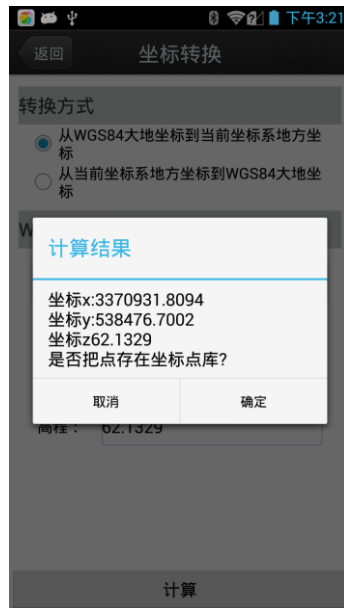 下午3:21
返回
坐标转换
转换方式
从WGS84大地坐标到当前坐标系地方坐
标
从当前坐标系地方坐标到WGS84大地坐
标
W
计算结果
坐标x:3370931.8094
坐标y:538476.7002
坐标z62.1329
是否把点存在坐标点库?
取消
确定
高程：
62.1329
计算